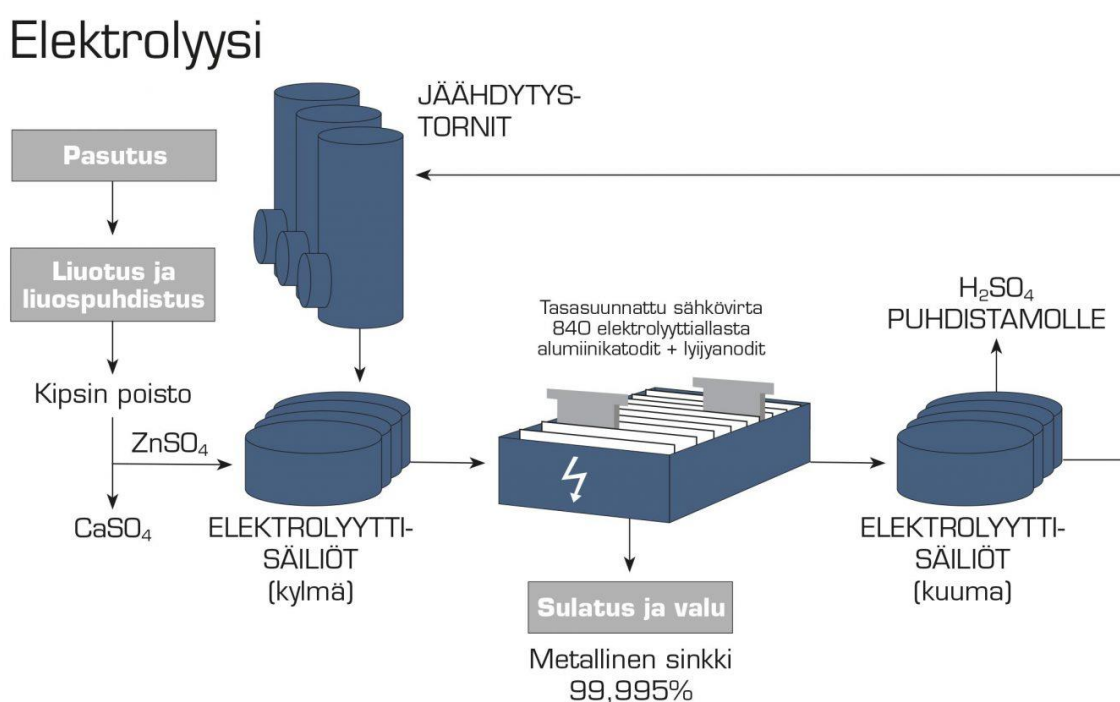 Elektrolyysi
Pasutus
Liuotus ja
liuospuhdistus
Kipsin poisto
ZnSO₄
CaSO₄
JÄÄHDYTYS-
TORNIT
ELEKTROLYYTTI-
SÄILIÖT
(kylmä)
Tasasuunnattu sähkövirta
840 elektrolyyttiallasta
alumiinikatodit + lyijyanodit
Sulatus ja valu
Metallinen sinkki
99,995%
H₂SO₄
PUHDISTAMOLLE
ELEKTROLYYTTI-
SÄILIÖT
(kuuma)